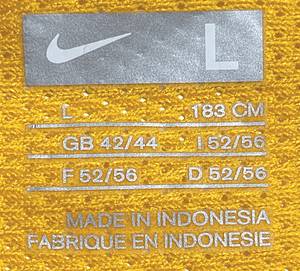 L
L 183 CM
GB 42/44 I 52/56
F 52/56 D 52/56
MADE IN INDONESIA
FABRIQUE EN INDONESIE